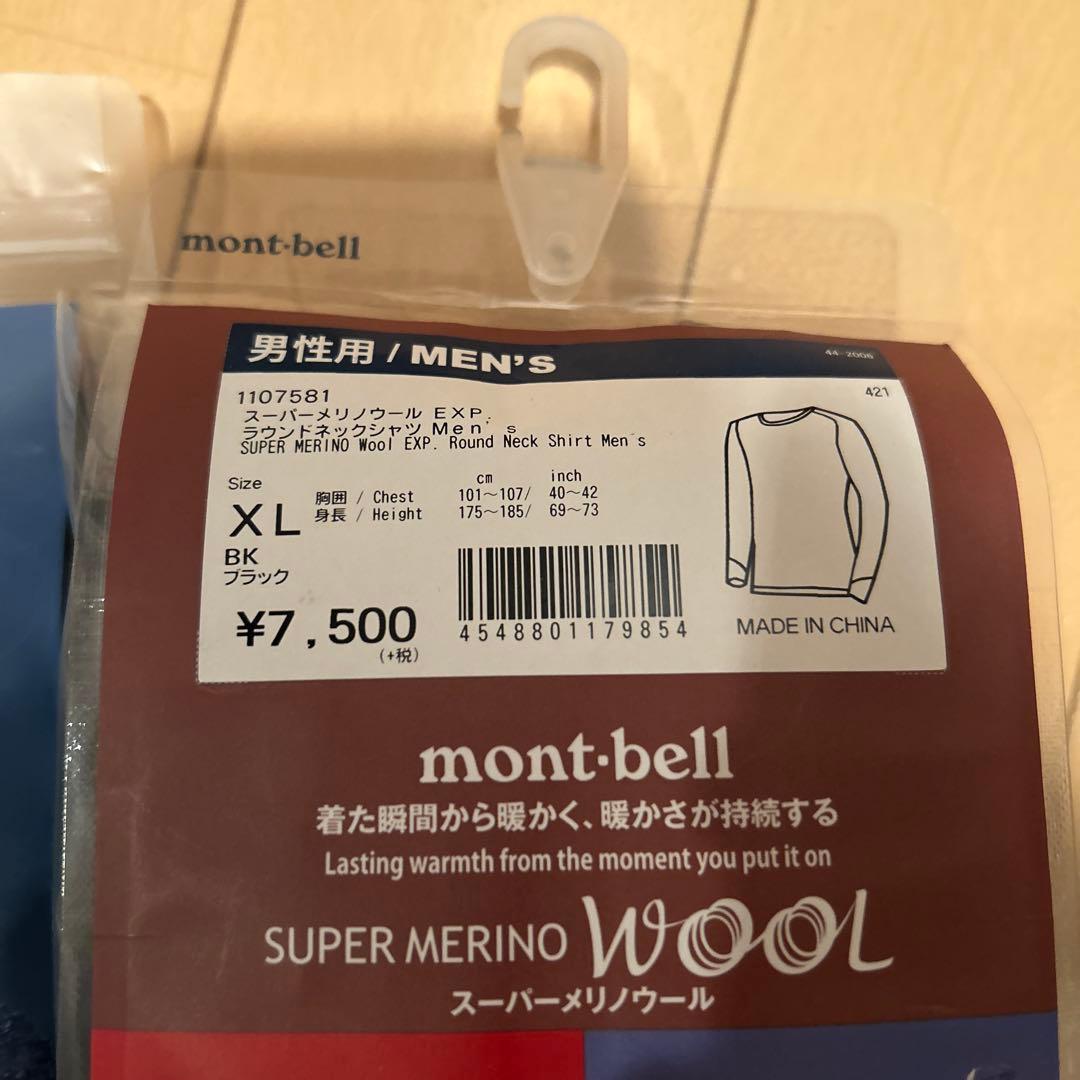 mont·bell
男性用 / MEN'S
44-2006
1107581
421
スーパーメリノウール EXP.
ラウンドネックシャツ Men's
SUPER MERINO Wool EXP. Round Neck Shirt Men's
Size
XL
cm inch
胸囲 / Chest 101～107/ 40～42
身長 / Height 175～185/ 69～73
BK
ブラック
¥7,500
(+税)
4548801179854
MADE IN CHINA
mont·bell
着た瞬間から暖かく、暖かさが持続する
Lasting warmth from the moment you put it on
SUPER MERINO WOOL
スーパーメリノウール